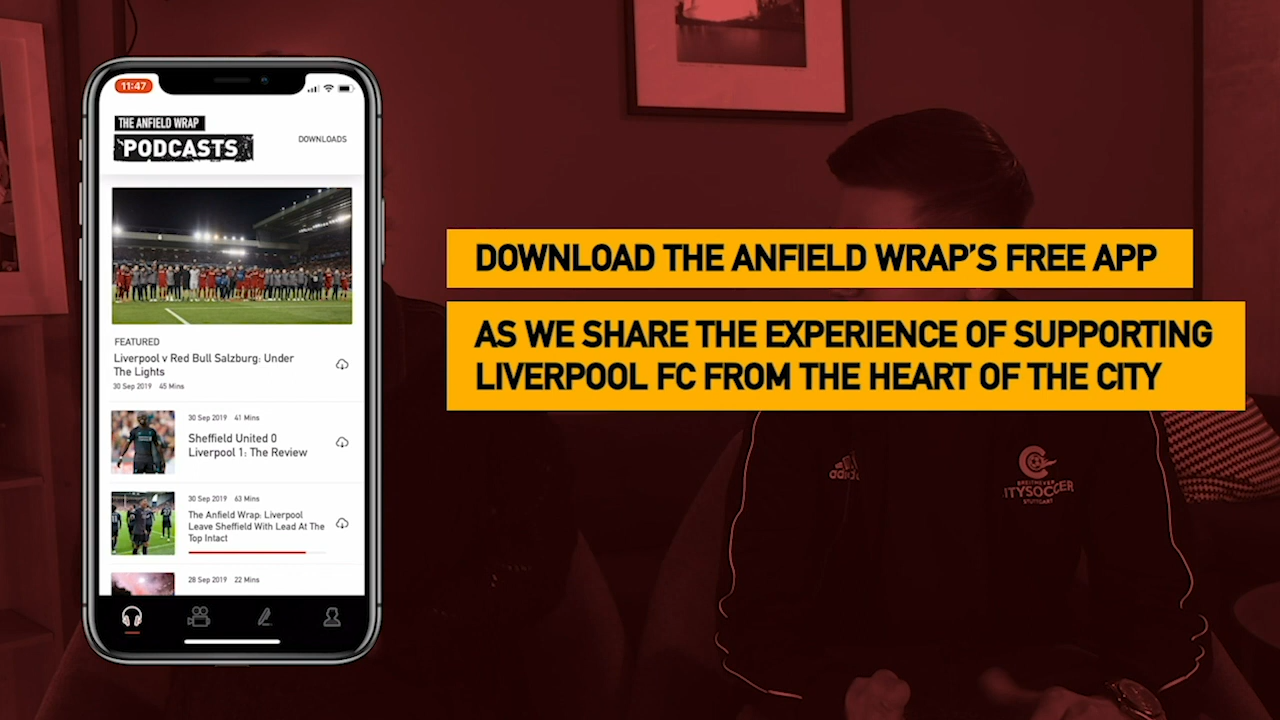 11:47
THE ANFIELD WRAP
PODCASTS
DOWNLOADS
FEATURED
Liverpool v Red Bull Salzburg: Under
The Lights
30 Sep 2019 45 Mins
30 Sep 2019 41 Mins
Sheffield United 0
Liverpool 1: The Review
30 Sep 2019 63 Mins
The Anfield Wrap: Liverpool
Leave Sheffield With Lead At The
Top Intact
28 Sep 2019 22 Mins
DOWNLOAD THE ANFIELD WRAP'S FREE APP
AS WE SHARE THE EXPERIENCE OF SUPPORTING
LIVERPOOL FC FROM THE HEART OF THE CITY
adidas
ITYSOCCER
STUTTGART